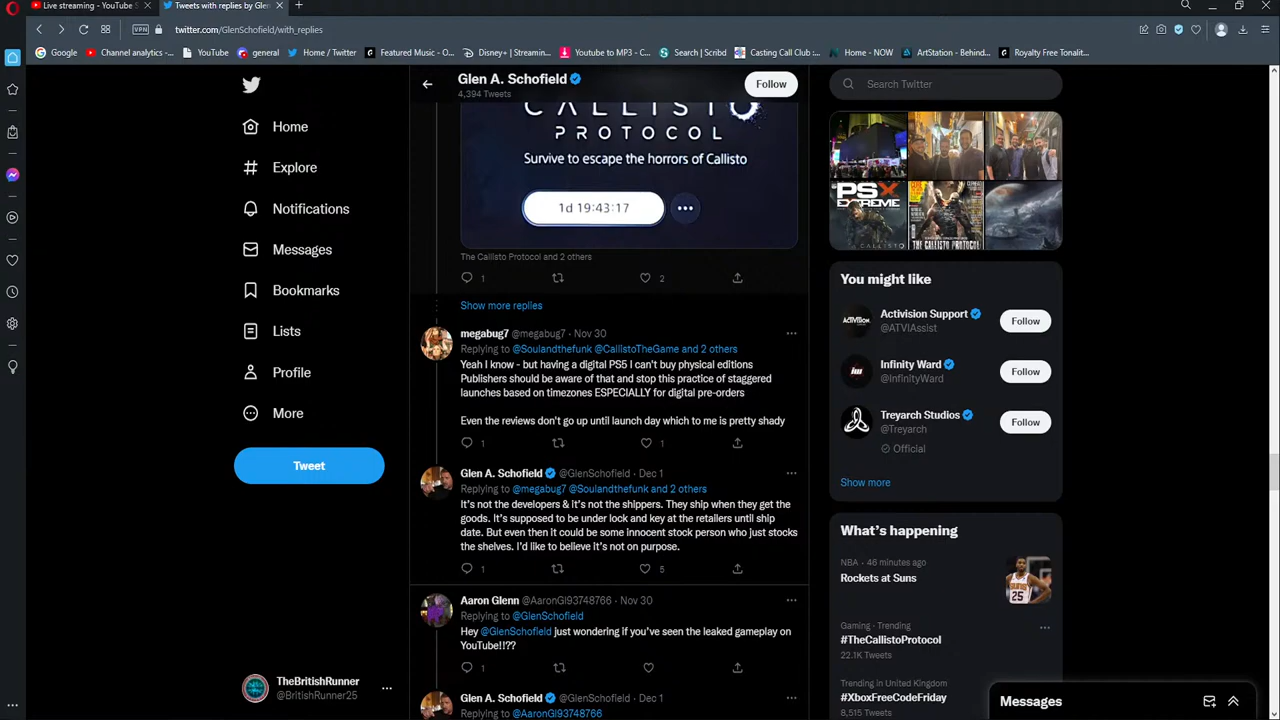 Live streaming - YouTube S
Tweets with replies by Glen
VPN
twitter.com/GlenSchofield/with_replies
Google
Channel analytics -...
YouTube
general
Home / Twitter
Featured Music - O...
Disney+ | Streamin...
Youtube to MP3 - C...
Search | Scribd
Casting Call Club :...
Home - NOW
ArtStation - Behind...
Royalty Free Tonalit...
Home
Explore
Notifications
Messages
Bookmarks
Lists
Profile
More
Tweet
TheBritishRunner
@BritishRunner25
Glen A. Schofield
4,394 Tweets
Follow
CALLISTO
PROTOCOL
Survive to escape the horrors of Callisto
1d 19:43:17
The Callisto Protocol and 2 others
1
2
Show more replies
megabug7 @megabug7 · Nov 30
Replying to @Soulandthefunk @CallistoTheGame and 2 others
Yeah I know - but having a digital PS5 I can't buy physical editions
Publishers should be aware of that and stop this practice of staggered
launches based on timezones ESPECIALLY for digital pre-orders
Even the reviews don't go up until launch day which to me is pretty shady
1
1
Glen A. Schofield @GlenSchofield · Dec 1
Replying to @megabug7 @Soulandthefunk and 2 others
It's not the developers & it's not the shippers. They ship when they get the
goods. It's supposed to be under lock and key at the retailers until ship
date. But even then it could be some innocent stock person who just stocks
the shelves. I'd like to believe it's not on purpose.
1
5
Aaron Glenn @AaronGl93748766 · Nov 30
Replying to @GlenSchofield
Hey @GlenSchofield just wondering if you've seen the leaked gameplay on
YouTube!!??
1
Glen A. Schofield @GlenSchofield · Dec 1
Replying to @AaronGl93748766
Search Twitter
PSX
EXTREME
CALLISTO
THE CALLISTO PROTOCOL
You might like
Activision Support
@ATVIAssist
Follow
Infinity Ward
@InfinityWard
Follow
Treyarch Studios
@Treyarch
Official
Follow
Show more
What's happening
NBA · 46 minutes ago
Rockets at Suns
Gaming · Trending
#TheCallistoProtocol
22.1K Tweets
Trending in United Kingdom
#XboxFreeCodeFriday
8,515 Tweets
Messages